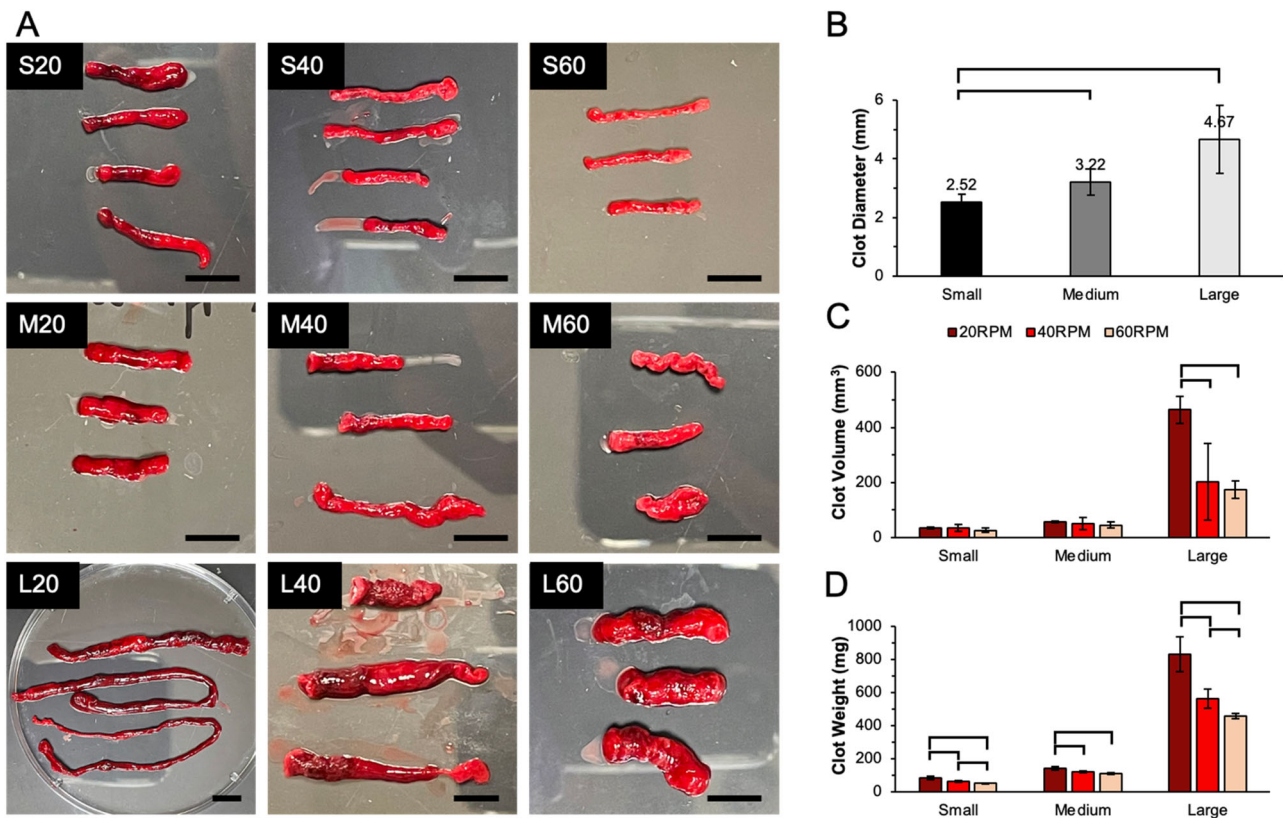 A
S20
S40
S60
M20
M40
M60
L20
L40
L60
B
Clot Diameter (mm)
6
4
2
0
2.52
3.22
4.67
Small
Medium
Large
C
20RPM
40RPM
60RPM
Clot Volume (mm³)
600
400
200
0
Small
Medium
Large
D
Clot Weight (mg)
1000
800
600
400
200
0
Small
Medium
Large